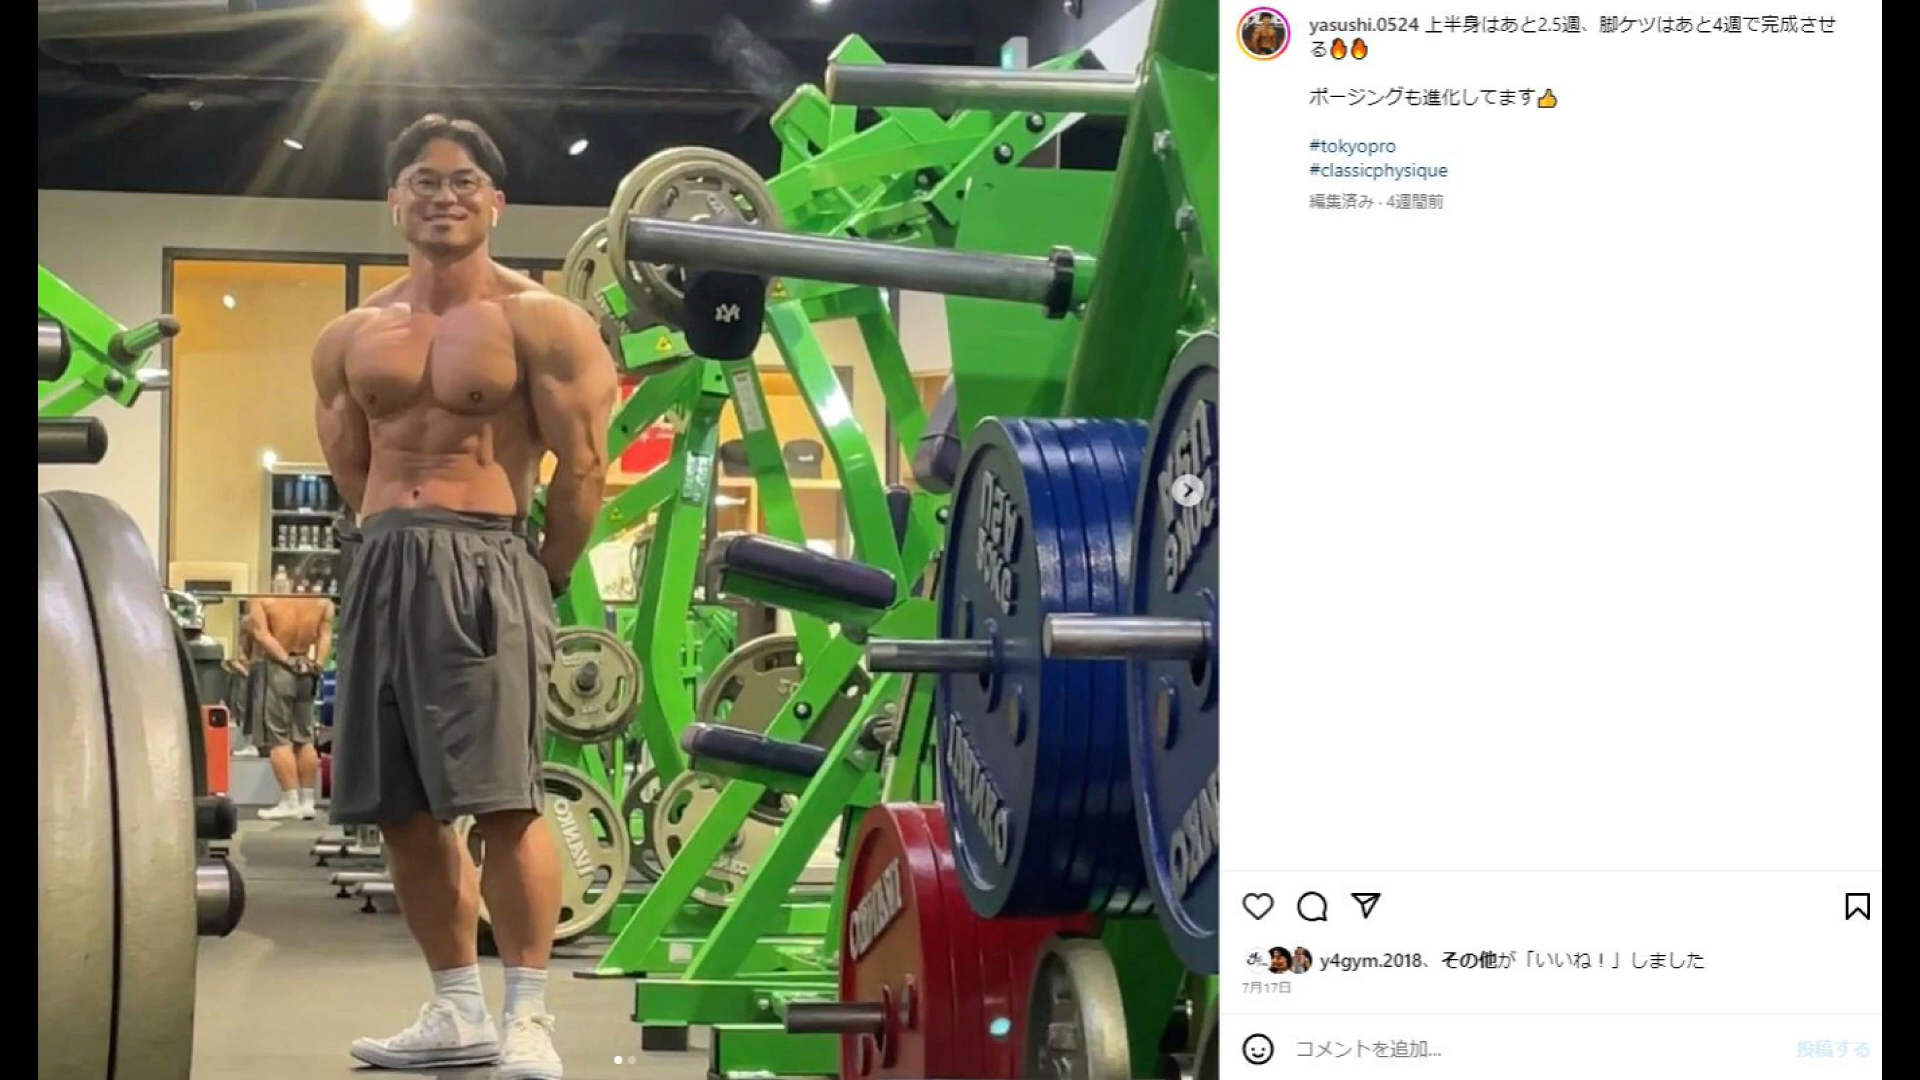 yasushi.0524 上半身はあと2.5週、脚ケツはあと4週で完成させ
る🔥🔥
ポージングも進化してます👍
#tokyopro
#classicphysique
編集済み · 4週間前
y4gym.2018、その他が「いいね！」しました
7月17日
コメントを追加...
投稿する
IVANKO
IVANKO